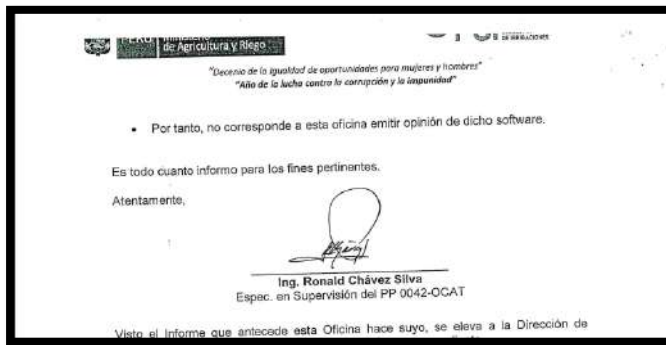 PERÚ
de Agricultura y Riego
"Decenio de la igualdad de oportunidades para mujeres y hombres"
"Año de la lucha contra la corrupción y la impunidad"
• Por tanto, no corresponde a esta oficina emitir opinión de dicho software.
Es todo cuanto informo para los fines pertinentes.
Atentamente,
Ing. Ronald Chávez Silva
Espec. en Supervisión del PP 0042-OCAT
Visto el Informe que antecede esta Oficina hace suyo, se eleva a la Dirección de